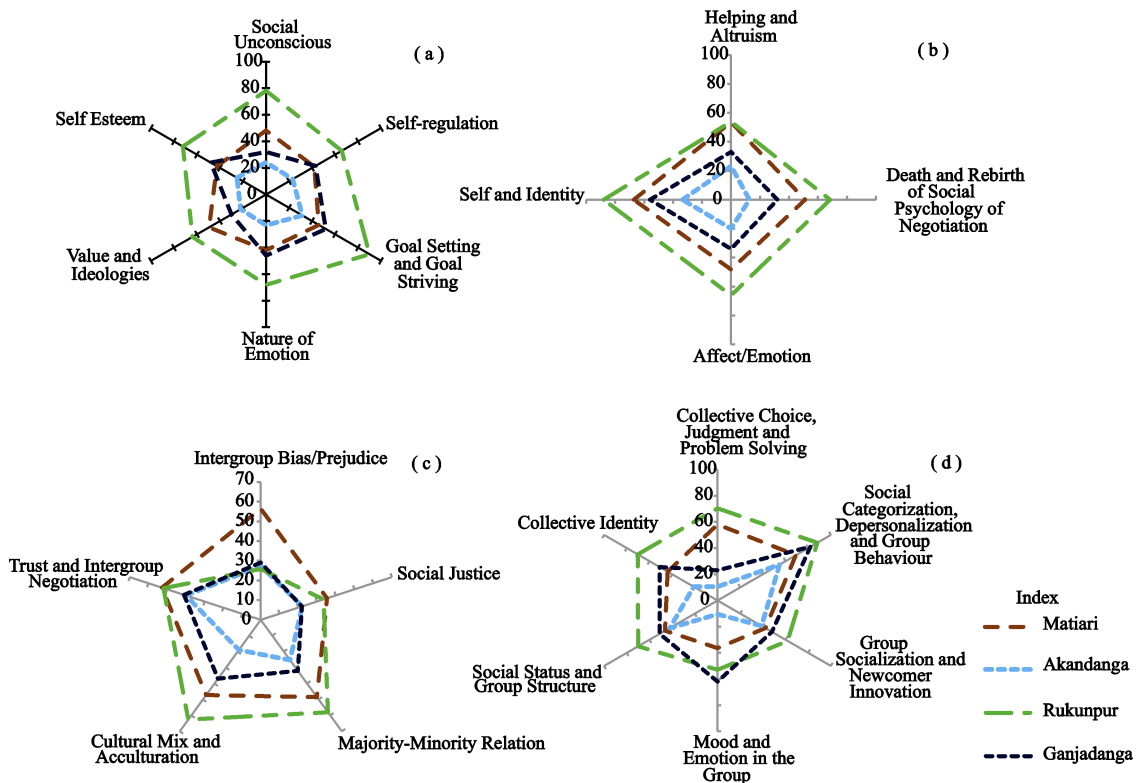 Social
Unconscious
( a )
100
80
60
40
20
0
Self Esteem
Self-regulation
Value and
Ideologies
Goal Setting
and Goal
Striving
Nature of
Emotion
Helping and
Altruism
( b )
100
80
60
40
20
0
Self and Identity
Death and Rebirth
of Social
Psychology of
Negotiation
Affect/Emotion
Intergroup Bias/Prejudice
( c )
70
60
50
40
30
20
10
0
Trust and Intergroup
Negotiation
Social Justice
Cultural Mix and
Acculturation
Majority-Minority Relation
Collective Choice,
Judgment and
Problem Solving
( d )
100
80
60
40
20
0
Collective Identity
Social
Categorization,
Depersonalization
and Group
Behaviour
Social Status and
Group Structure
Group
Socialization and
Newcomer
Innovation
Mood and
Emotion in the
Group
Index
Matiari
Akandanga
Rukunpur
Ganjadanga